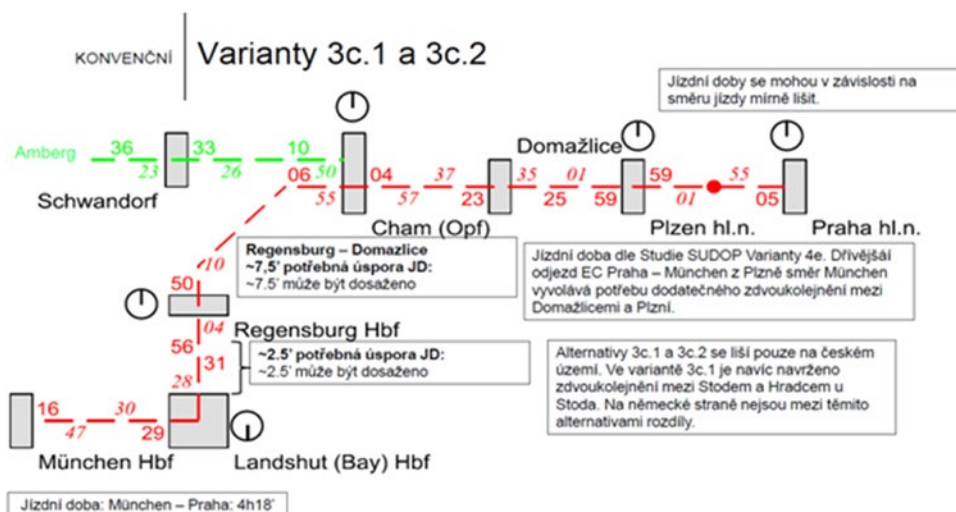 KONVENČNÍ
Varianty 3c.1 a 3c.2
Jízdní doby se mohou v závislosti na
směru jízdy mírně lišit.
Amberg
36
23
33
26
10
50
Schwandorf
06
55
04
57
37
23
Cham (Opf)
Domažlice
35
25
01
59
59
01
55
05
Plzen hl.n.
Praha hl.n.
Regensburg – Domazlice
~7,5' potřebná úspora JD:
~7.5' může být dosaženo
Jízdní doba dle Studie SUDOP Varianty 4e. Dřívějšáí
odjezd EC Praha – München z Plzně směr München
vyvolává potřebu dodatečného zdvoukolejnění mezi
Domažlicemi a Plzní.
10
50
04
Regensburg Hbf
56
31
28
~2.5' potřebná úspora JD:
~2.5' může být dosaženo
Alternativy 3c.1 a 3c.2 se liší pouze na českém
území. Ve variantě 3c.1 je navíc navrženo
zdvoukolejnění mezi Stodem a Hradcem u
Stoda. Na německé straně nejsou mezi těmito
alternativami rozdíly.
16
47
30
29
München Hbf
Landshut (Bay) Hbf
Jízdní doba: München – Praha: 4h18'